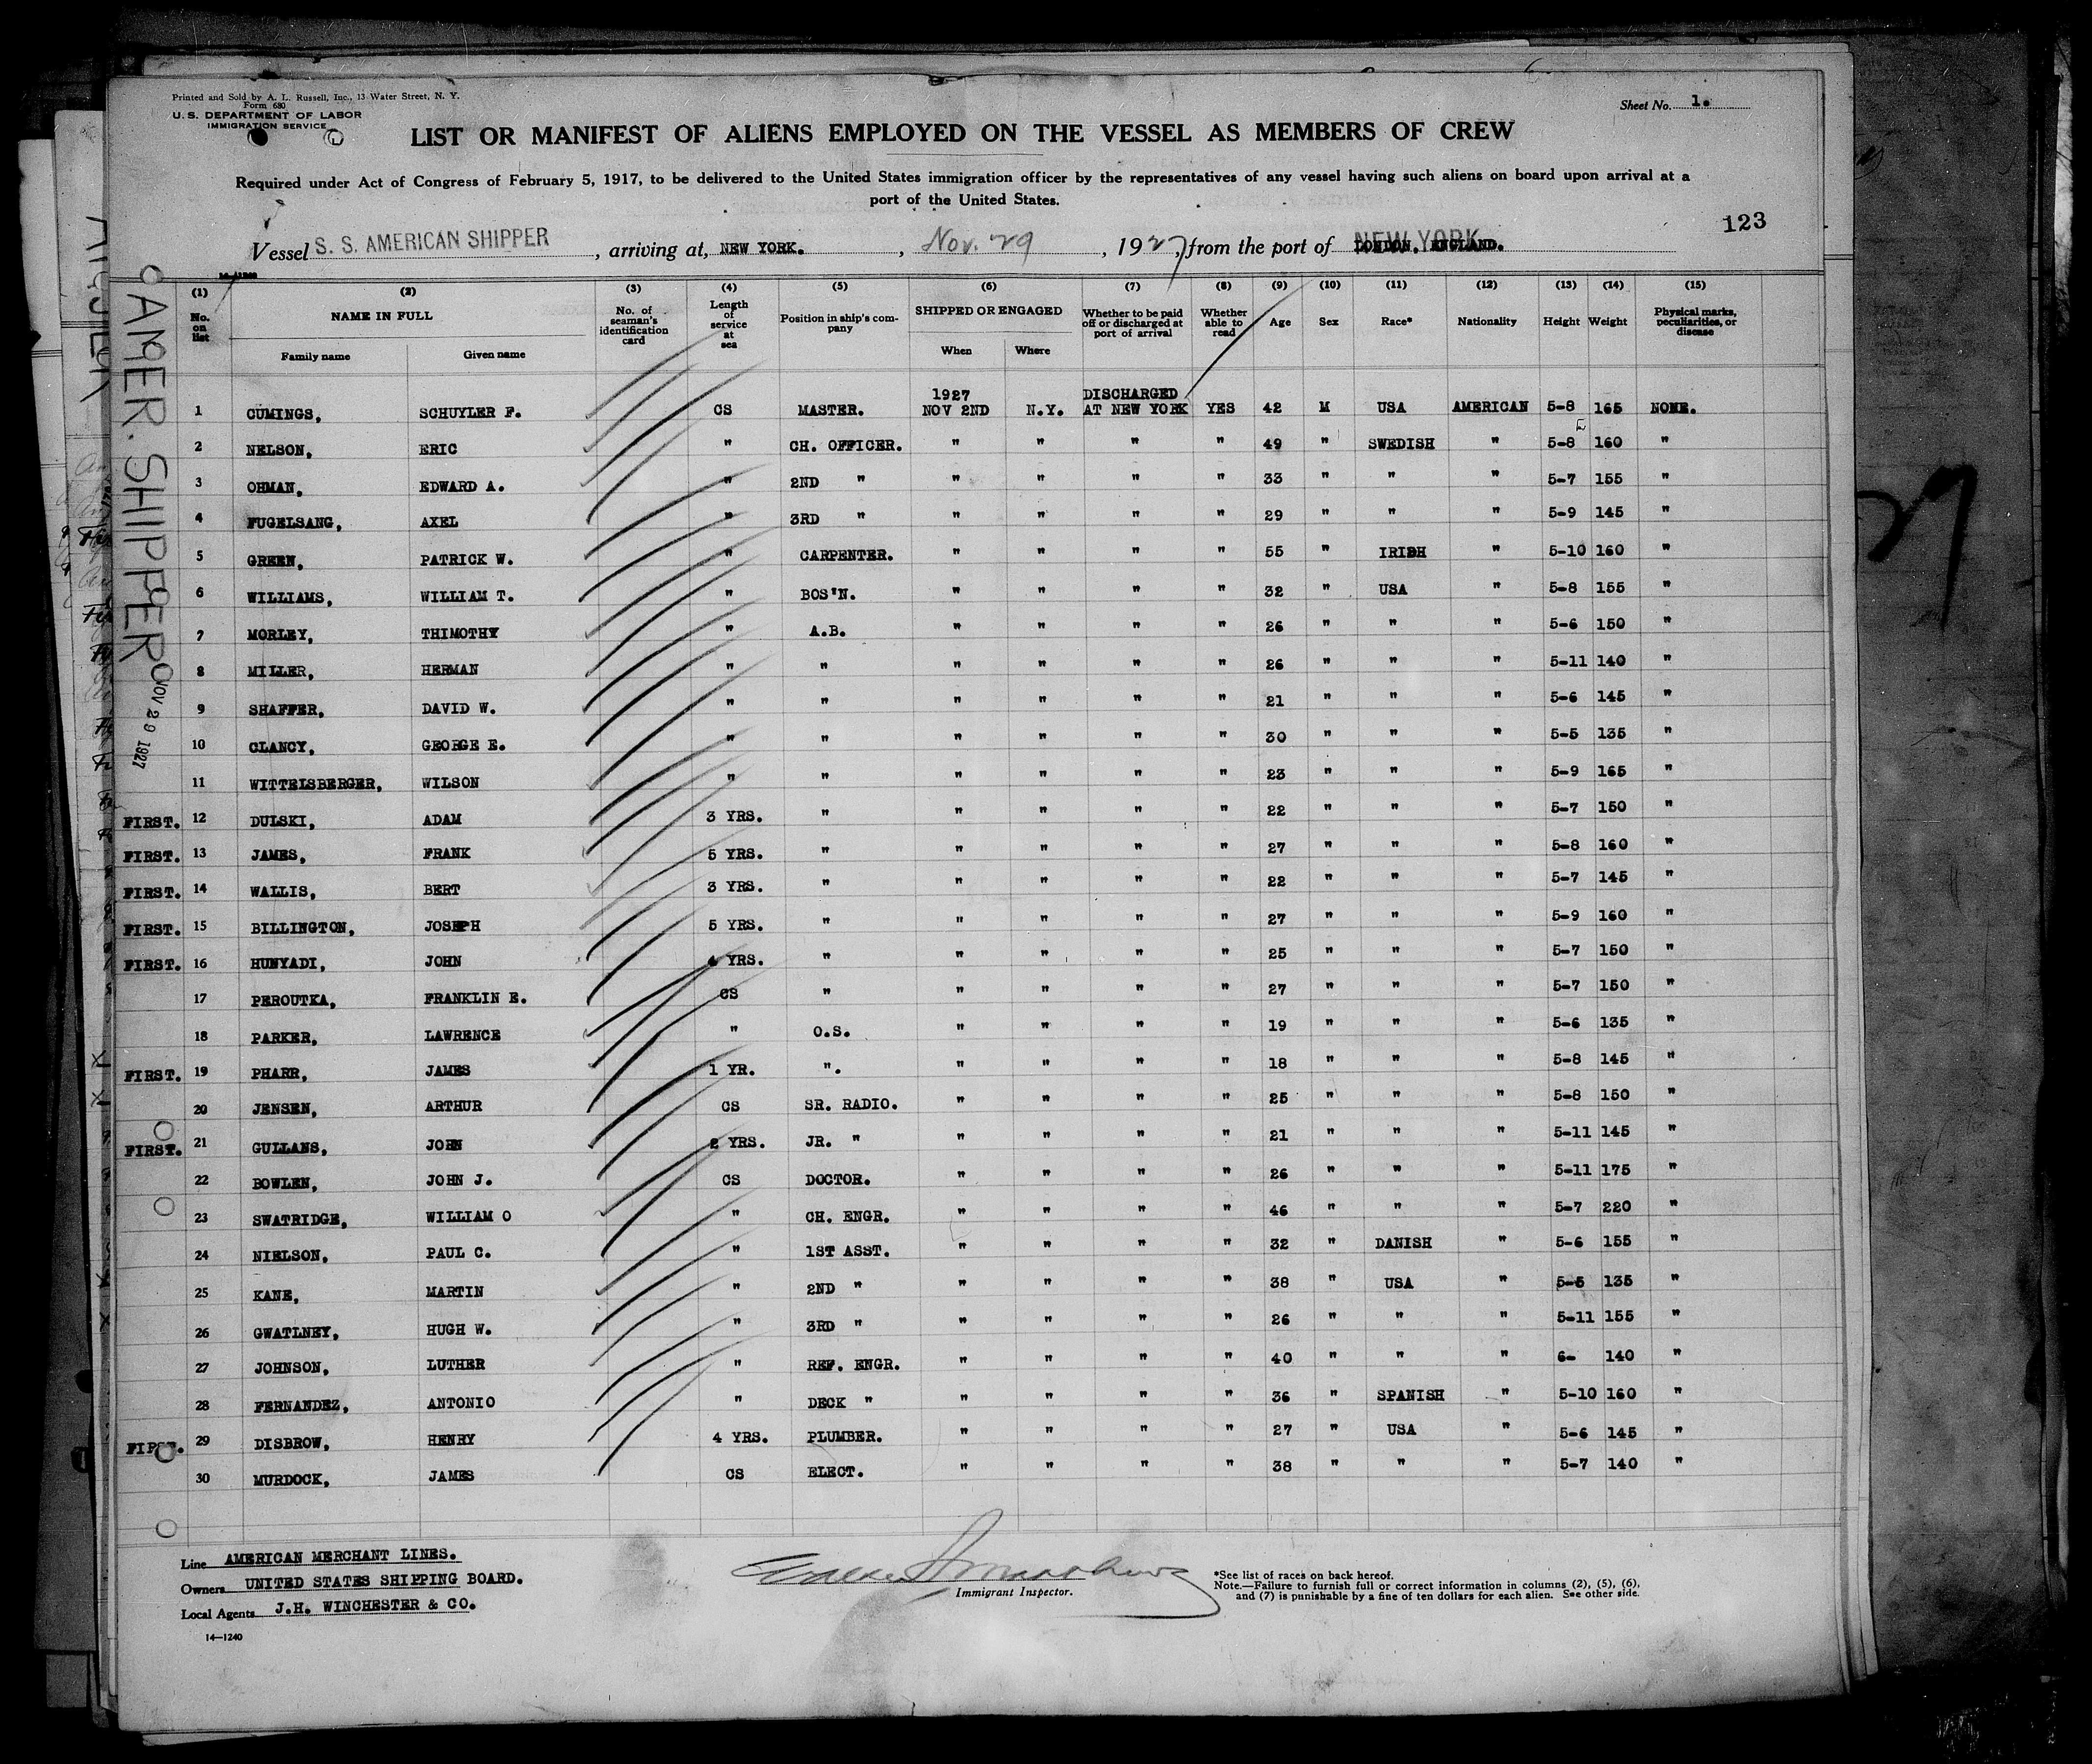 Printed and Sold by A. L. Russell, Inc., 13 Water Street, N. Y.
Form 680
U. S. DEPARTMENT OF LABOR
IMMIGRATION SERVICE
Sheet No. 1.
LIST OR MANIFEST OF ALIENS EMPLOYED ON THE VESSEL AS MEMBERS OF CREW
Required under Act of Congress of February 5, 1917, to be delivered to the United States immigration officer by the representatives of any vessel having such aliens on board upon arrival at a
port of the United States.
123
Vessel S. S. AMERICAN SHIPPER, arriving at, NEW YORK., Nov. 29, 1927, from the port of LONDON. ENGLAND. NEW YORK
AMER. SHIPPER NOV 29 1927
(1) (2) (3) (4) (5) (6) (7) (8) (9) (10) (11) (12) (13) (14) (15)
No. on list NAME IN FULL No. of seaman's identification card Length of service at sea Position in ship's company SHIPPED OR ENGAGED Whether to be paid off or discharged at port of arrival Whether able to read Age Sex Race* Nationality Height Weight Physical marks, peculiarities, or disease
Family name Given name When Where
1927 DISCHARGED
1 CUMINGS, SCHUYLER F. CS MASTER. NOV 2ND N.Y. AT NEW YORK YES 42 M USA AMERICAN 5-8 165 NONE.
2 NELSON, ERIC " CH. OFFICER. " " " " 49 " SWEDISH " 5-8 160 "
3 OHMAN, EDWARD A. " 2ND " " " " " 33 " " " 5-7 155 "
4 FUGELSANG, AXEL " 3RD " " " " " 29 " " " 5-9 145 "
5 GREEN, PATRICK W. " CARPENTER. " " " " 55 " IRISH " 5-10 160 "
6 WILLIAMS, WILLIAM T. " BOS'N. " " " " 32 " USA " 5-8 155 "
7 MORLEY, THIMOTHY " A.B. " " " " 26 " " " 5-6 150 "
8 MILLER, HERMAN " " " " " " 26 " " " 5-11 140 "
9 SHAFFER, DAVID W. " " " " " " 21 " " " 5-6 145 "
10 CLANCY, GEORGE E. " " " " " " 30 " " " 5-5 135 "
11 WITTELSBERGER, WILSON " " " " " " 23 " " " 5-9 165 "
FIRST. 12 DULSKI, ADAM 3 YRS. " " " " " 22 " " " 5-7 150 "
FIRST. 13 JAMES, FRANK 5 YRS. " " " " " 27 " " " 5-8 160 "
FIRST. 14 WALLIS, BERT 3 YRS. " " " " " 22 " " " 5-7 145 "
FIRST. 15 BILLINGTON, JOSEPH 5 YRS. " " " " " 27 " " " 5-9 160 "
FIRST. 16 HUNYADI, JOHN 4 YRS. " " " " " 25 " " " 5-7 150 "
17 PEROUTKA, FRANKLIN E. CS " " " " " 27 " " " 5-7 150 "
18 PARKER, LAWRENCE " O.S. " " " " 19 " " " 5-6 135 "
FIRST. 19 PHARR, JAMES 1 YR. ". " " " " 18 " " " 5-8 145 "
20 JENSEN, ARTHUR CS SR. RADIO. " " " " 25 " " " 5-8 150 "
FIRST. 21 GULLANS, JOHN 2 YRS. JR. " " " " " 21 " " " 5-11 145 "
22 BOWLEN, JOHN J. CS DOCTOR. " " " " 26 " " " 5-11 175 "
23 SWATRIDGE, WILLIAM O " CH. ENGR. " " " " 46 " " " 5-7 220 "
24 NIELSON, PAUL C. " 1ST ASST. " " " " 32 " DANISH " 5-6 155 "
25 KANE, MARTIN " 2ND " " " " " 38 " USA " 5-5 135 "
26 GWATLNEY, HUGH W. " 3RD " " " " " 26 " " " 5-11 155 "
27 JOHNSON, LUTHER " REF. ENGR. " " " " 40 " " " 6- 140 "
28 FERNANDEZ, ANTONIO " DECK " " " " " 36 " SPANISH " 5-10 160 "
FIRST. 29 DISBROW, HENRY 4 YRS. PLUMBER. " " " " 27 " USA " 5-6 145 "
30 MURDOCK, JAMES CS ELECT. " " " " 38 " " " 5-7 140 "
Line AMERICAN MERCHANT LINES.
Owners UNITED STATES SHIPPING BOARD.
Local Agents J.H. WINCHESTER & CO.
14—1240
Immigrant Inspector.
*See list of races on back hereof.
Note.—Failure to furnish full or correct information in columns (2), (5), (6),
and (7) is punishable by a fine of ten dollars for each alien. See other side.